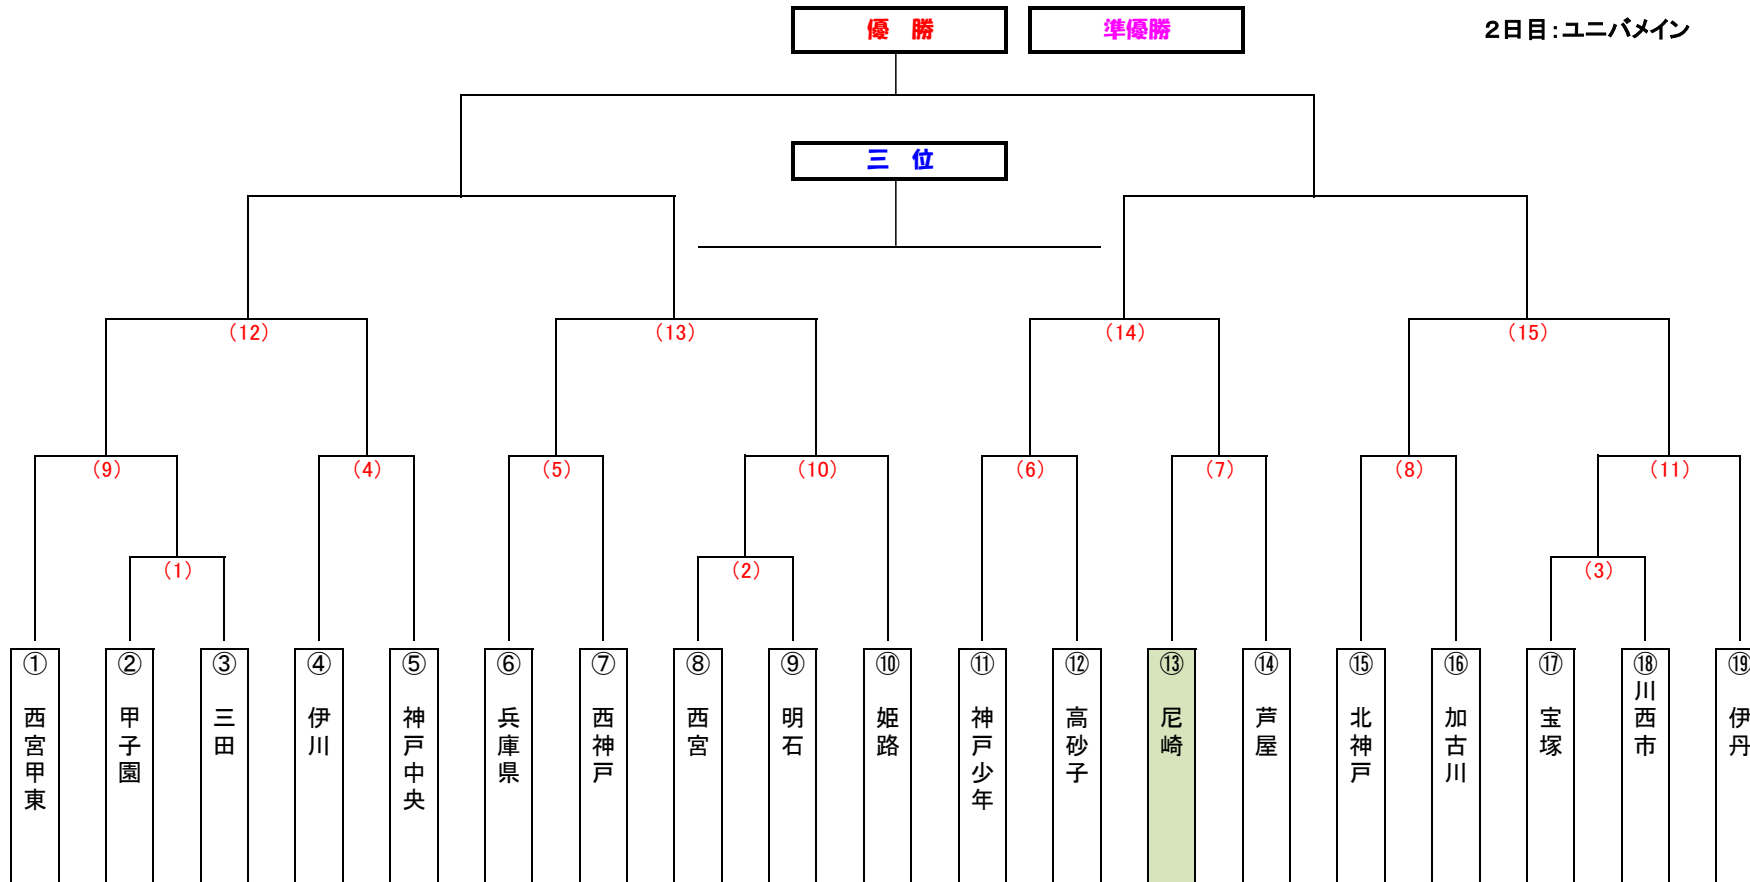 優　勝
準優勝
2日目：ユニバメイン
三　位
（12）
（13）
（14）
（15）
（9）
（4）
（5）
（10）
（6）
（7）
（8）
（11）
（1）
（2）
（3）
①　西宮甲東
②　甲子園
③　三田
④　伊川
⑤　神戸中央
⑥　兵庫県
⑦　西神戸
⑧　西宮
⑨　明石
⑩　姫路
⑪　神戸少年
⑫　高砂子
⑬　尼崎
⑭　芦屋
⑮　北神戸
⑯　加古川
⑰　宝塚
⑱川西市
⑲　伊丹